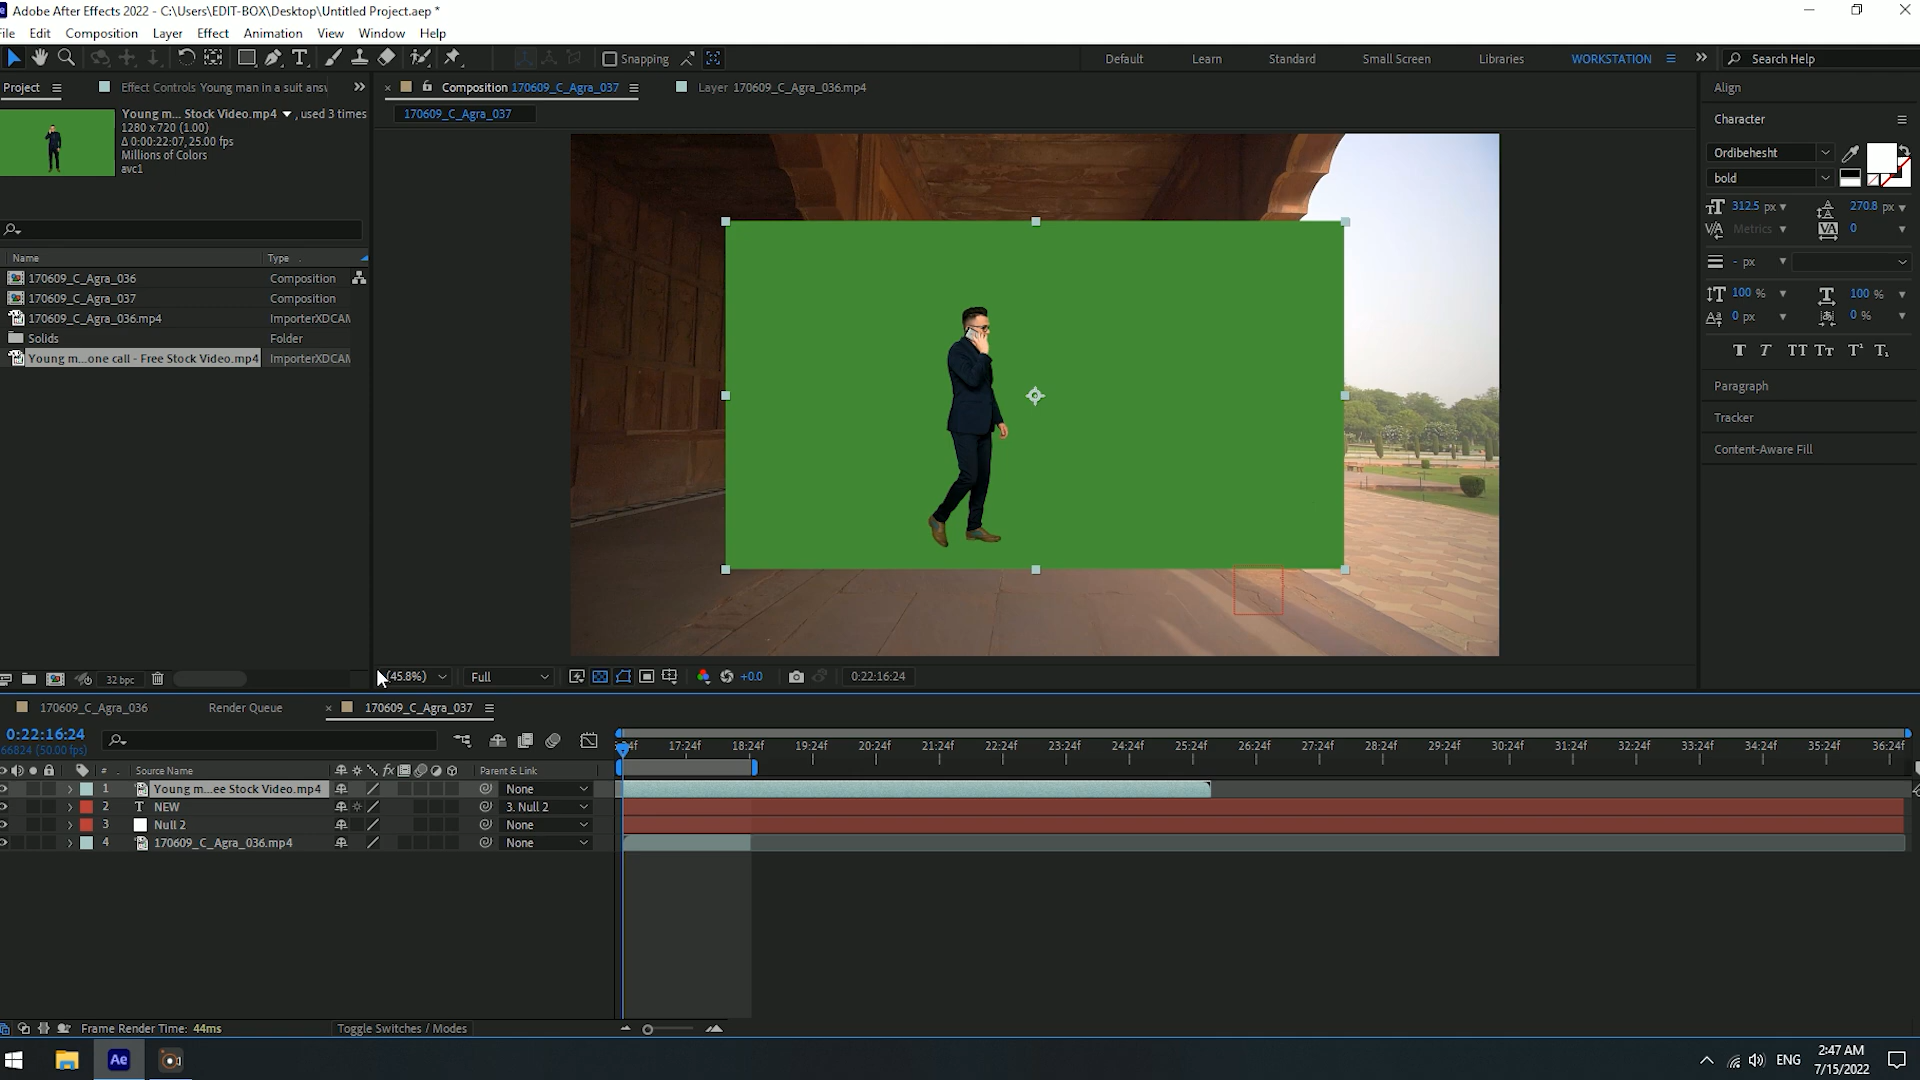 Adobe After Effects 2022 - C:\Users\EDIT-BOX\Desktop\Untitled Project.aep *
ile Edit Composition Layer Effect Animation View Window Help
Snapping Default Learn Standard Small Screen Libraries WORKSTATION Search Help
Project Effect Controls Young man in a suit ansv
Composition 170609_C_Agra_037 Layer 170609_C_Agra_036.mp4
170609_C_Agra_037
Young m... Stock Video.mp4 , used 3 times
1280 x 720 (1.00)
Δ 0:00:22:07, 25.00 fps
Millions of Colors
avc1
Name Type
170609_C_Agra_036 Composition
170609_C_Agra_037 Composition
170609_C_Agra_036.mp4 ImporterXDCAM
Solids Folder
Young m...one call - Free Stock Video.mp4 ImporterXDCAM
32 bpc
(45.8%) Full +0.0 0:22:16:24
Align
Character
Ordibehesht
bold
312.5 px 270.8 px
Metrics 0
- px
100 % 100 %
0 px 0 %
T T TT Tт T¹ T₁
Paragraph
Tracker
Content-Aware Fill
170609_C_Agra_036 Render Queue 170609_C_Agra_037
0:22:16:24
66824 (50.00 fps)
24f 17:24f 18:24f 19:24f 20:24f 21:24f 22:24f 23:24f 24:24f 25:24f 26:24f 27:24f 28:24f 29:24f 30:24f 31:24f 32:24f 33:24f 34:24f 35:24f 36:24f
# Source Name fx Parent & Link
1 Young m...ee Stock Video.mp4 None
2 T NEW 3. Null 2
3 Null 2 None
4 170609_C_Agra_036.mp4 None
Frame Render Time: 44ms Toggle Switches / Modes
Ae ENG 2:47 AM
7/15/2022